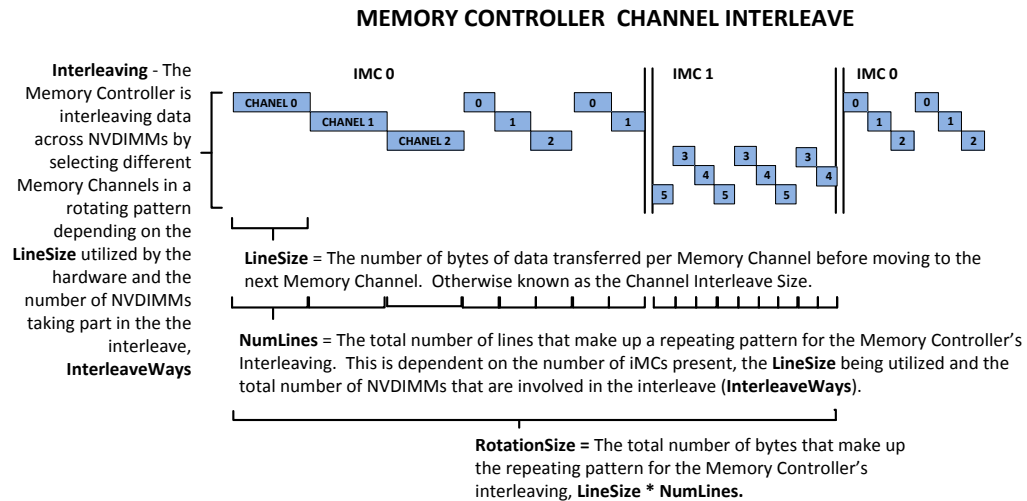 MEMORY CONTROLLER CHANNEL INTERLEAVE
Interleaving - The
Memory Controller is
interleaving data
across NVDIMMs by
selecting different
Memory Channels in a
rotating pattern
depending on the
LineSize utilized by the
hardware and the
number of NVDIMMs
taking part in the the
interleave,
InterleaveWays
IMC 0
IMC 1
IMC 0
CHANEL 0
0
0
0
0
CHANNEL 1
1
1
1
1
CHANNEL 2
2
2
2
3
3
3
4
4
4
5
5
5
LineSize = The number of bytes of data transferred per Memory Channel before moving to the
next Memory Channel. Otherwise known as the Channel Interleave Size.
NumLines = The total number of lines that make up a repeating pattern for the Memory Controller's
Interleaving. This is dependent on the number of iMCs present, the LineSize being utilized and the
total number of NVDIMMs that are involved in the interleave (InterleaveWays).
RotationSize = The total number of bytes that make up
the repeating pattern for the Memory Controller's
interleaving, LineSize * NumLines.